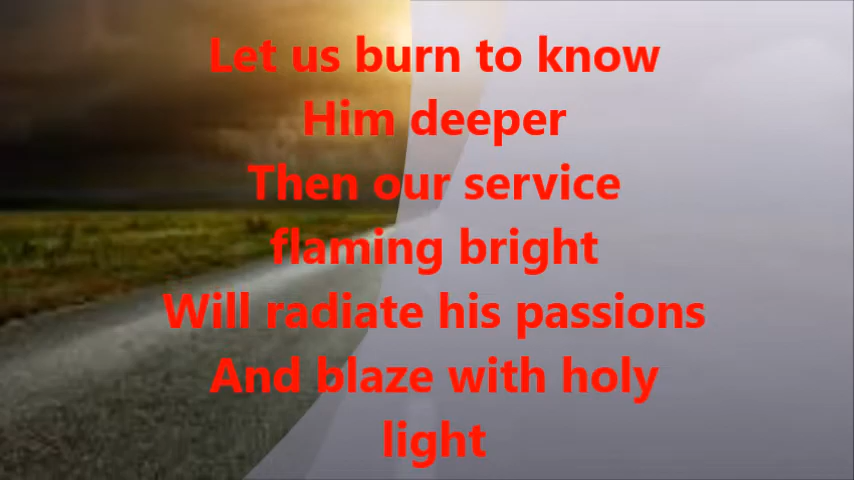 Let us burn to know
Him deeper
Then our service
flaming bright
Will radiate his passions
And blaze with holy
light